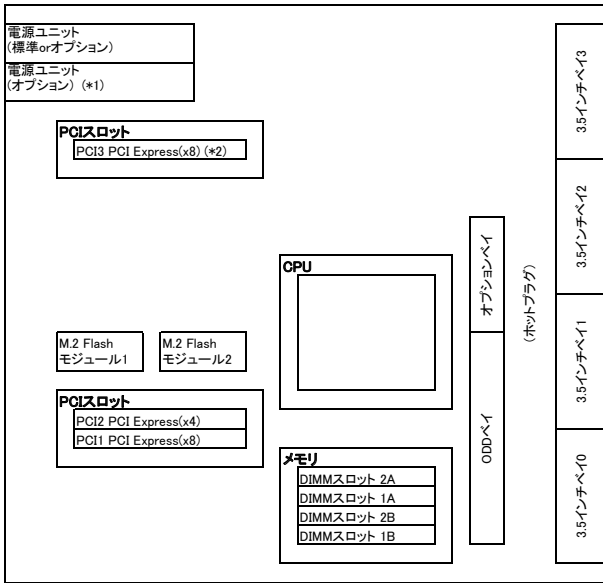 電源ユニット
(標準orオプション)
電源ユニット
(オプション) (*1)
PCIスロット
PCI3 PCI Express(x8) (*2)
CPU
M.2 Flash
モジュール1
M.2 Flash
モジュール2
PCIスロット
PCI2 PCI Express(x4)
PCI1 PCI Express(x8)
メモリ
DIMMスロット 2A
DIMMスロット 1A
DIMMスロット 2B
DIMMスロット 1B
オプションベイ
ODDベイ
(ホットプラグ)
3.5インチベイ3
3.5インチベイ2
3.5インチベイ1
3.5インチベイ0